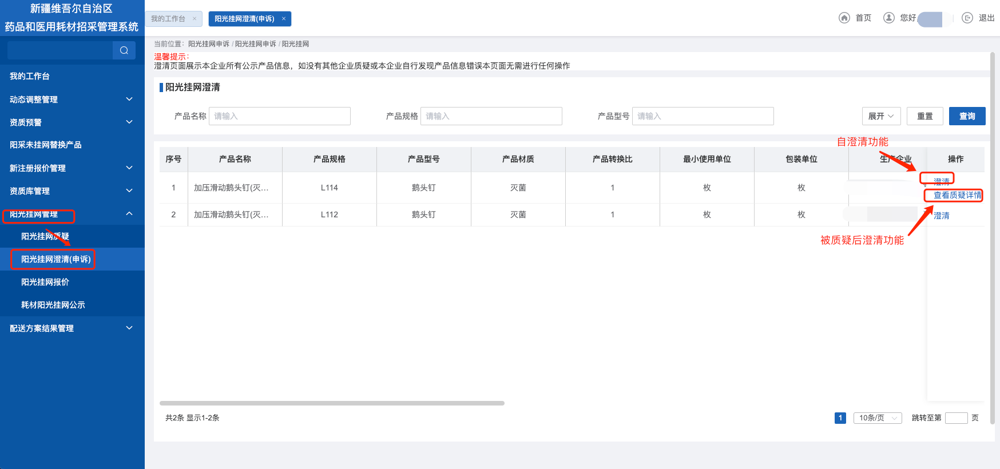 新疆维吾尔自治区
药品和医用耗材招采管理系统
我的工作台 ×
阳光挂网澄清(申诉) ×
首页
您好,
退出
当前位置: 阳光挂网申诉 / 阳光挂网申诉 / 阳光挂网
温馨提示:
澄清页面展示本企业所有公示产品信息，如没有其他企业质疑或本企业自行发现产品信息错误本页面无需进行任何操作
我的工作台
动态调整管理
资质预警
阳采未挂网替换产品
新注册报价管理
资质库管理
阳光挂网管理
阳光挂网质疑
阳光挂网澄清(申诉)
阳光挂网报价
耗材阳光挂网公示
配送方案结果管理
阳光挂网澄清
产品名称 请输入 产品规格 请输入 产品型号 请输入 展开 重置 查询
自澄清功能
序号 产品名称 产品规格 产品型号 产品材质 产品转换比 最小使用单位 包装单位 生产企业 操作
1 加压滑动鹅头钉(灭... L114 鹅头钉 灭菌 1 枚 枚 澄清
查看质疑详情
2 加压滑动鹅头钉(灭... L112 鹅头钉 灭菌 1 枚 枚 澄清
被质疑后澄清功能
共2条 显示1-2条
1 10条/页 跳转至第 页